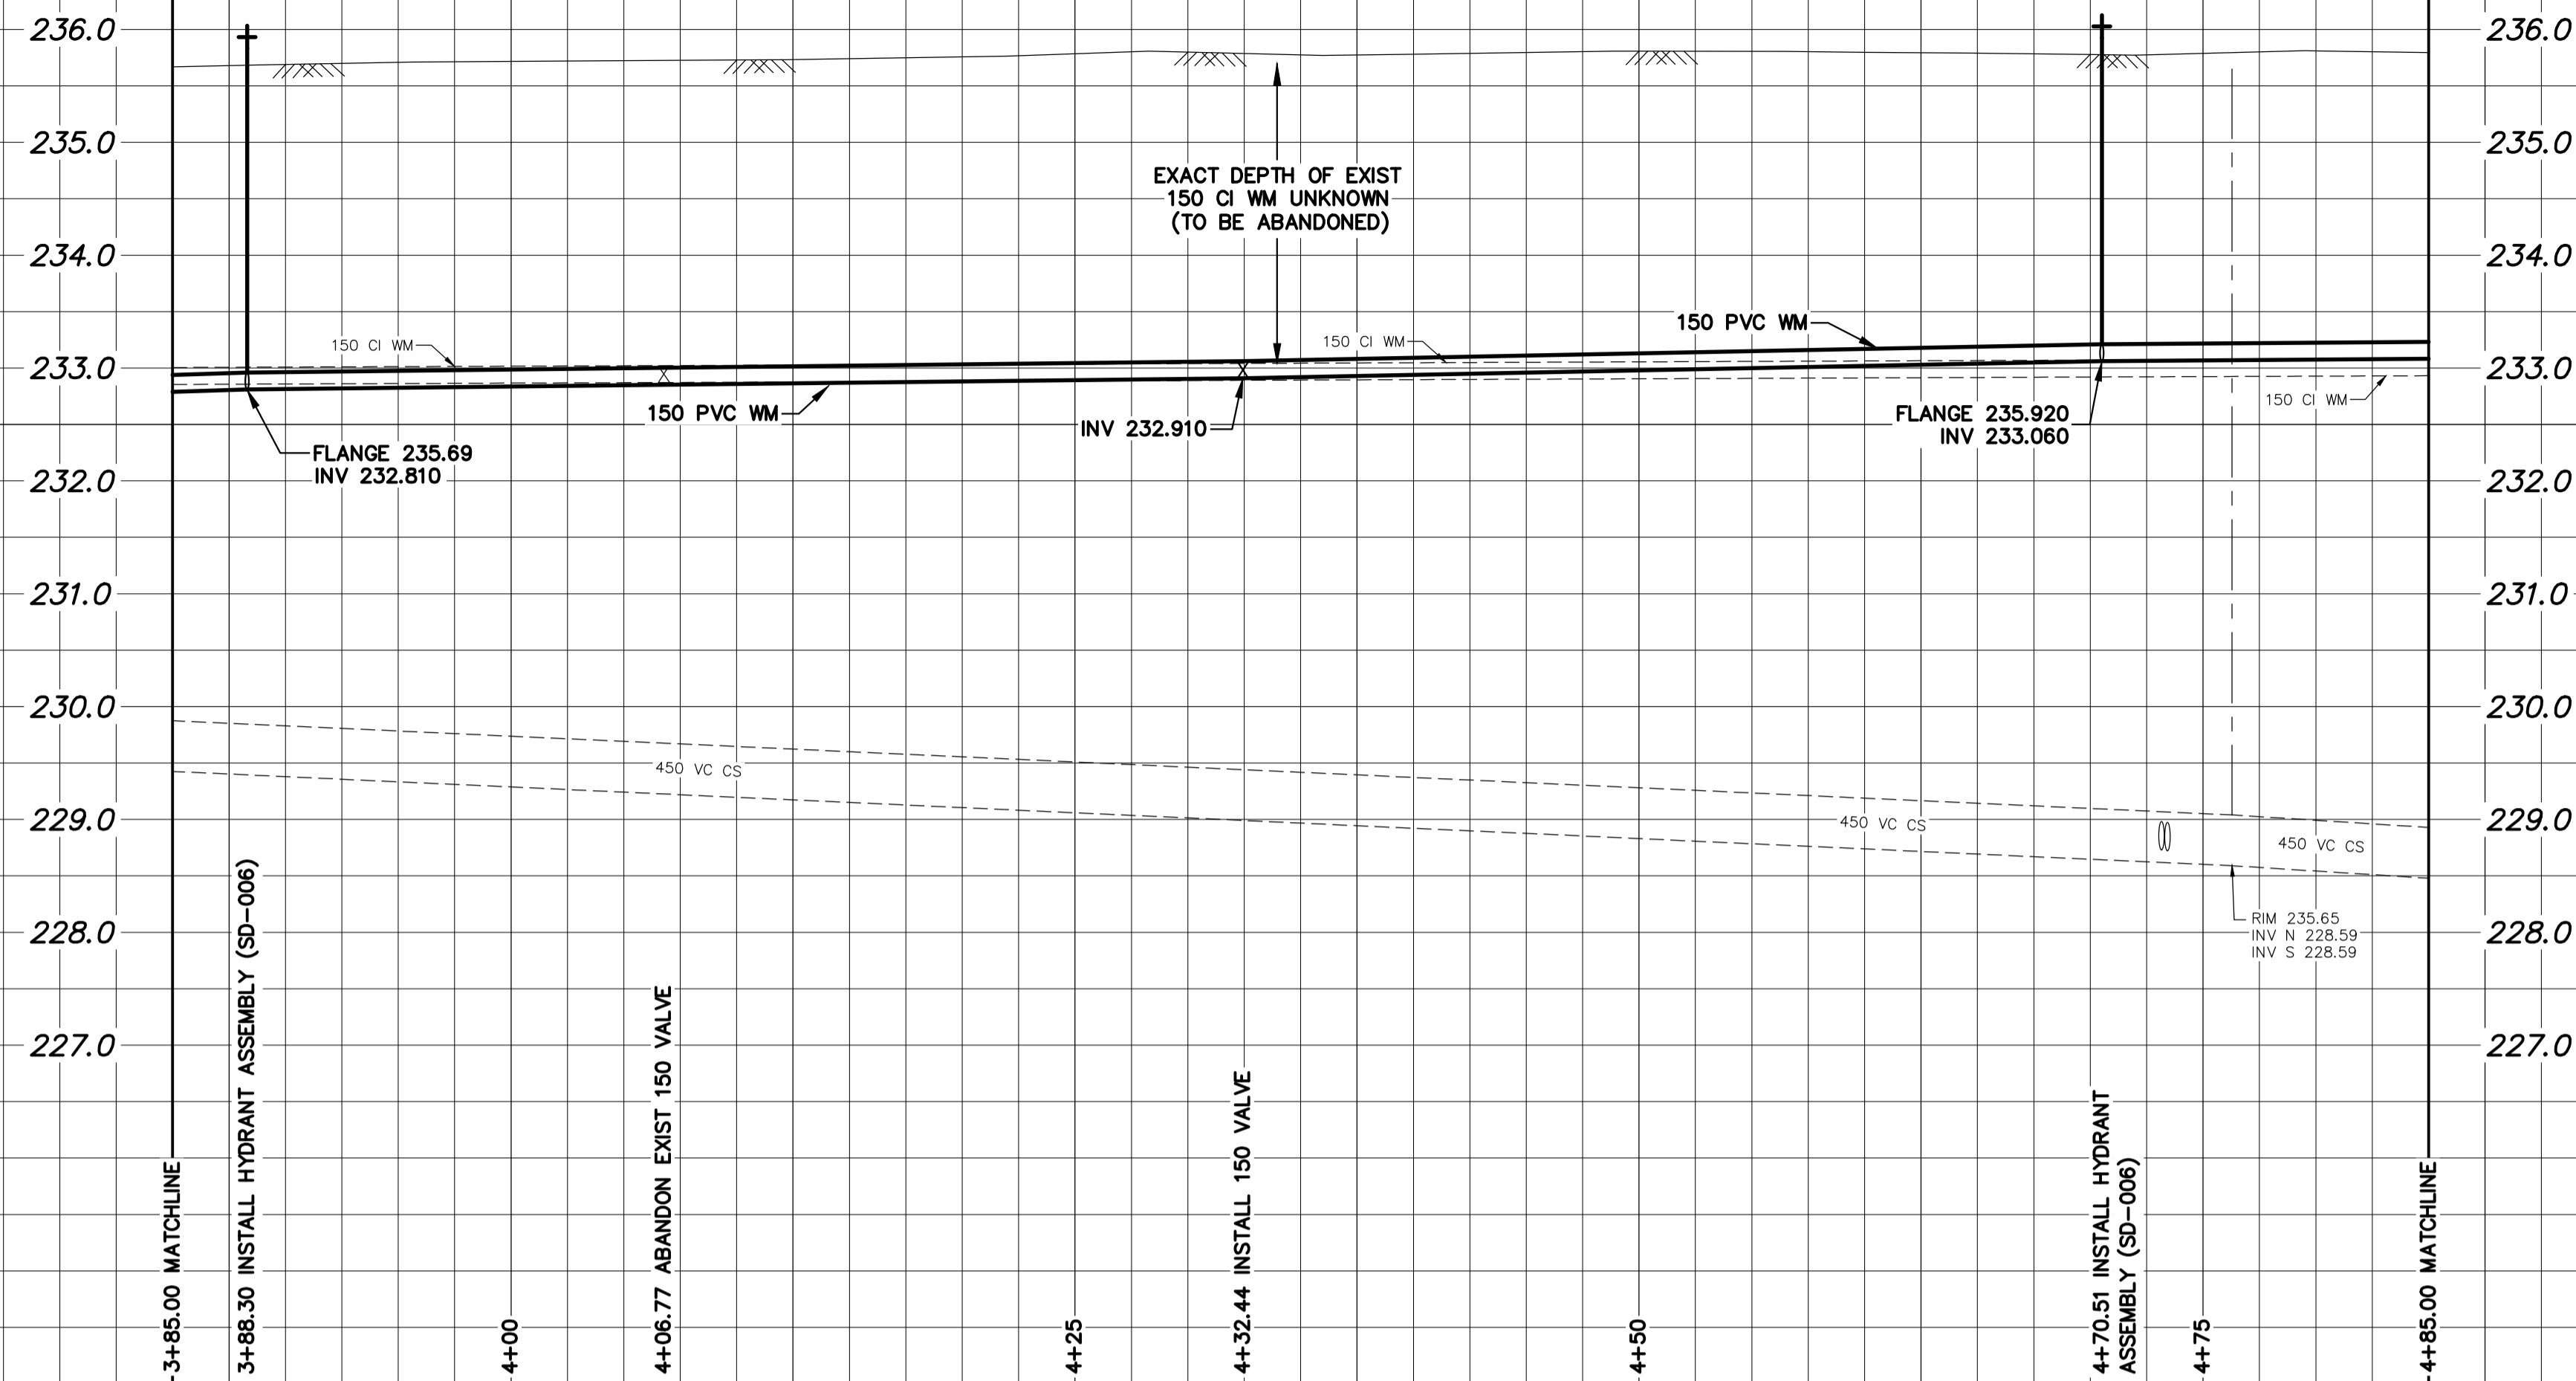 236.0
236.0
235.0
235.0
EXACT DEPTH OF EXIST
150 CI WM UNKNOWN
(TO BE ABANDONED)
234.0
234.0
150 PVC WM
150 CI WM
150 CI WM
233.0
233.0
150 CI WM
150 PVC WM
INV 232.910
FLANGE 235.920
INV 233.060
FLANGE 235.69
INV 232.810
232.0
232.0
231.0
231.0
230.0
230.0
450 VC CS
229.0
229.0
450 VC CS
450 VC CS
RIM 235.65
INV N 228.59
INV S 228.59
228.0
228.0
227.0
227.0
3+85.00 MATCHLINE
3+88.30 INSTALL HYDRANT ASSEMBLY (SD-006)
4+00
4+06.77 ABANDON EXIST 150 VALVE
4+25
4+32.44 INSTALL 150 VALVE
4+50
4+70.51 INSTALL HYDRANT
ASSEMBLY (SD-006)
4+75
4+85.00 MATCHLINE